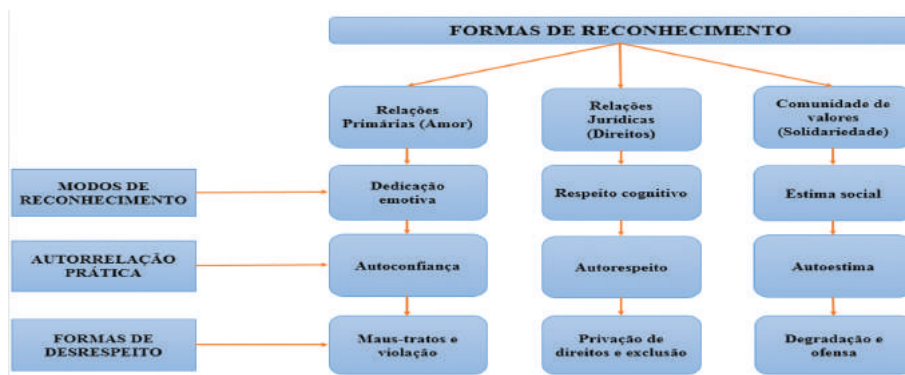 FORMAS DE RECONHECIMENTO
Relações
Primárias (Amor)
Relações
Jurídicas
(Direitos)
Comunidade de
valores
(Solidariedade)
MODOS DE
RECONHECIMENTO
Dedicação
emotiva
Respeito cognitivo
Estima social
AUTORRELAÇÃO
PRÁTICA
Autoconfiança
Autorespeito
Autoestima
FORMAS DE
DESRESPEITO
Maus-tratos e
violação
Privação de
direitos e exclusão
Degradação e
ofensa